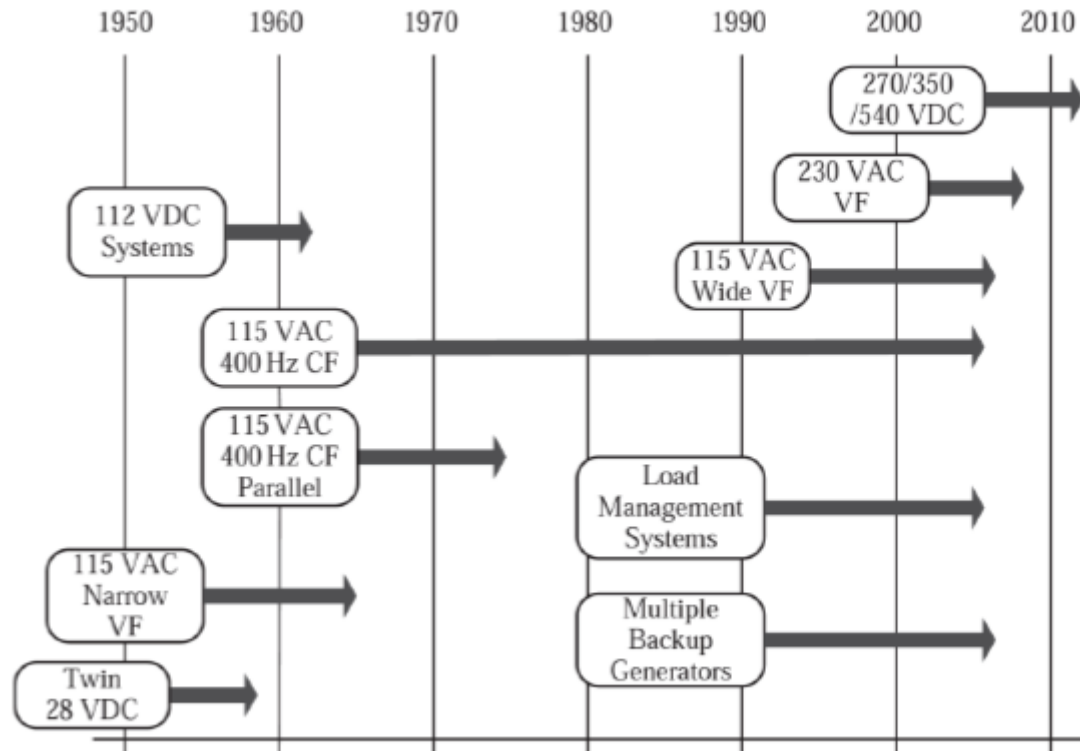 1950 1960 1970 1980 1990 2000 2010
270/350
/540 VDC
230 VAC
VF
112 VDC
Systems
115 VAC
Wide VF
115 VAC
400 Hz CF
115 VAC
400 Hz CF
Parallel
Load
Management
Systems
115 VAC
Narrow
VF
Multiple
Backup
Generators
Twin
28 VDC